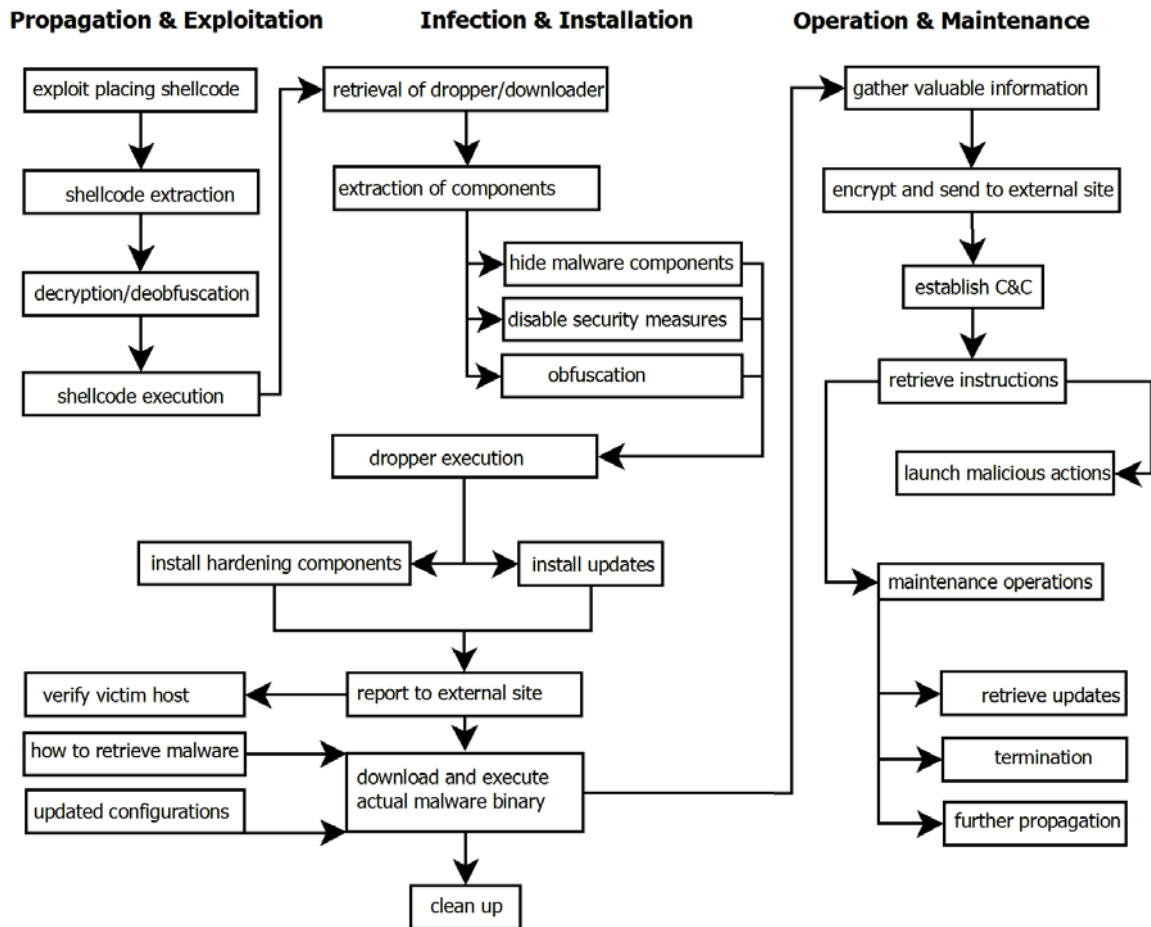 Propagation & Exploitation
Infection & Installation
Operation & Maintenance
exploit placing shellcode
shellcode extraction
decryption/deobfuscation
shellcode execution
retrieval of dropper/downloader
extraction of components
hide malware components
disable security measures
obfuscation
dropper execution
install hardening components
install updates
report to external site
verify victim host
how to retrieve malware
updated configurations
download and execute
actual malware binary
clean up
gather valuable information
encrypt and send to external site
establish C&C
retrieve instructions
launch malicious actions
maintenance operations
retrieve updates
termination
further propagation